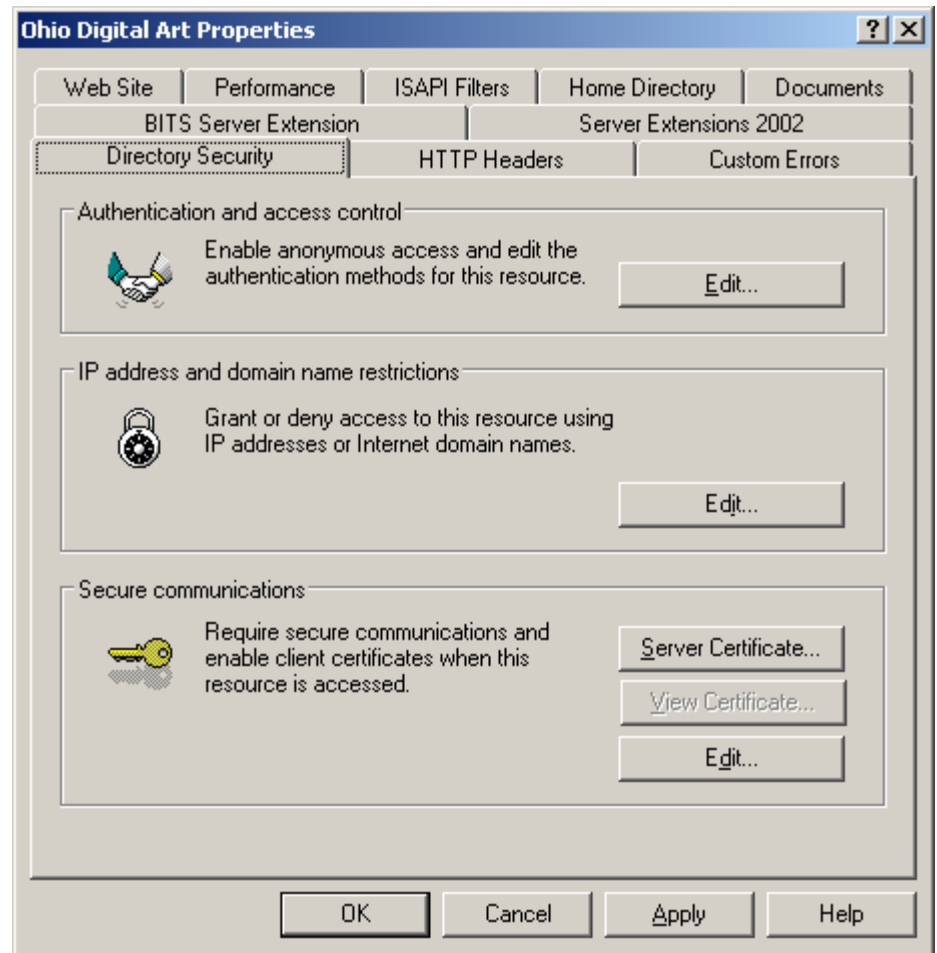 Ohio Digital Art Properties
Web Site Performance ISAPI Filters Home Directory Documents
BITS Server Extension Server Extensions 2002
Directory Security HTTP Headers Custom Errors
Authentication and access control
Enable anonymous access and edit the
authentication methods for this resource.
Edit...
IP address and domain name restrictions
Grant or deny access to this resource using
IP addresses or Internet domain names.
Edit...
Secure communications
Require secure communications and
enable client certificates when this
resource is accessed.
Server Certificate...
View Certificate...
Edit...
OK Cancel Apply Help